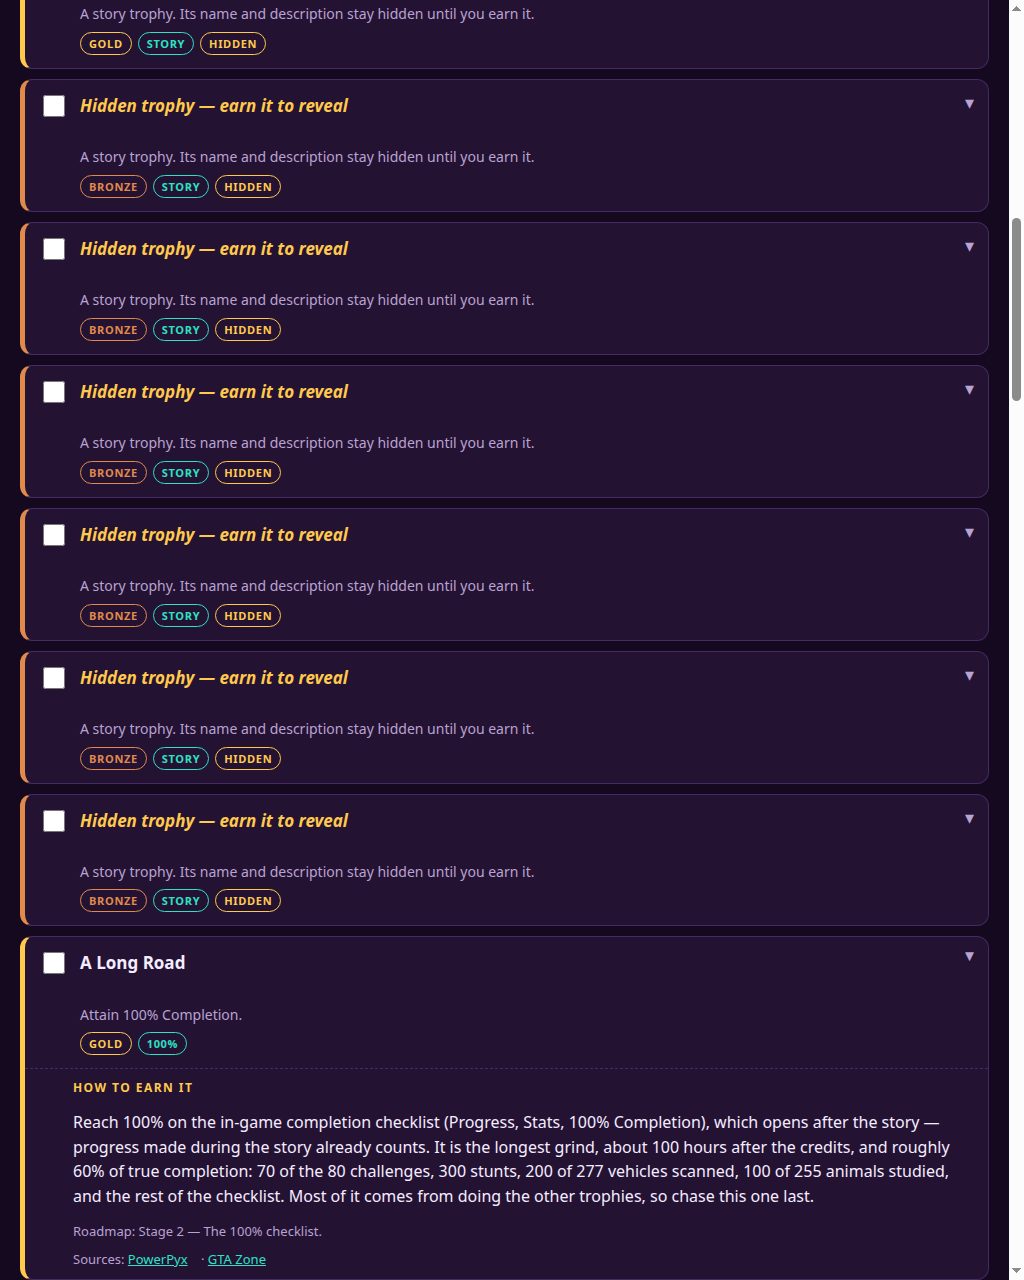 A story trophy. Its name and description stay hidden until you earn it.
GOLD STORY HIDDEN
Hidden trophy — earn it to reveal
A story trophy. Its name and description stay hidden until you earn it.
BRONZE STORY HIDDEN
Hidden trophy — earn it to reveal
A story trophy. Its name and description stay hidden until you earn it.
BRONZE STORY HIDDEN
Hidden trophy — earn it to reveal
A story trophy. Its name and description stay hidden until you earn it.
BRONZE STORY HIDDEN
Hidden trophy — earn it to reveal
A story trophy. Its name and description stay hidden until you earn it.
BRONZE STORY HIDDEN
Hidden trophy — earn it to reveal
A story trophy. Its name and description stay hidden until you earn it.
BRONZE STORY HIDDEN
Hidden trophy — earn it to reveal
A story trophy. Its name and description stay hidden until you earn it.
BRONZE STORY HIDDEN
A Long Road
Attain 100% Completion.
GOLD 100%
HOW TO EARN IT
Reach 100% on the in-game completion checklist (Progress, Stats, 100% Completion), which opens after the story —
progress made during the story already counts. It is the longest grind, about 100 hours after the credits, and roughly
60% of true completion: 70 of the 80 challenges, 300 stunts, 200 of 277 vehicles scanned, 100 of 255 animals studied,
and the rest of the checklist. Most of it comes from doing the other trophies, so chase this one last.
Roadmap: Stage 2 — The 100% checklist.
Sources: PowerPyx · GTA Zone